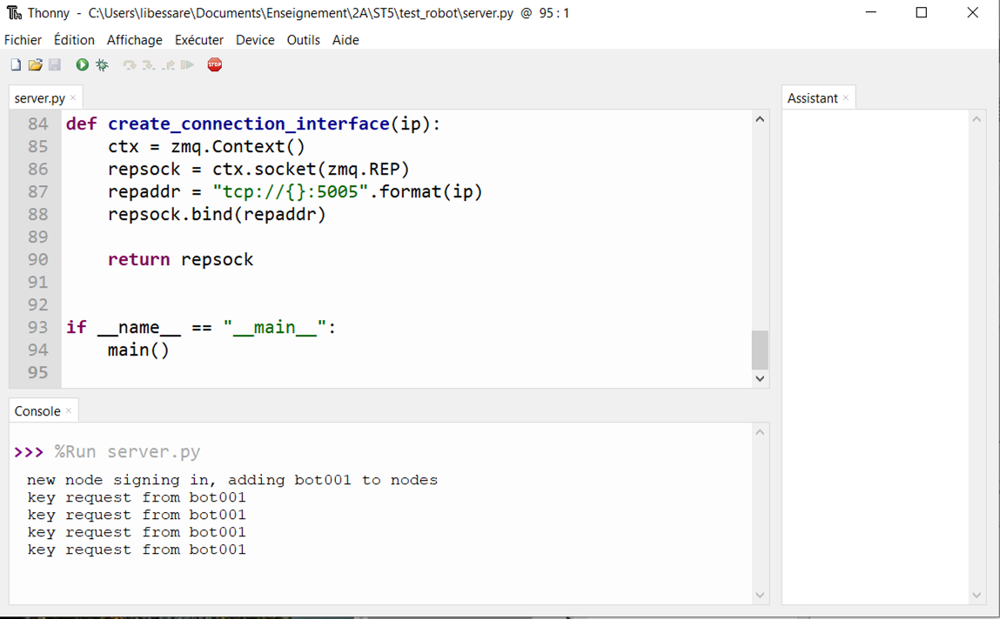 Thonny - C:\Users\libessare\Documents\Enseignement\2A\ST5\test_robot\server.py @ 95 : 1
Fichier Édition Affichage Exécuter Device Outils Aide
STOP
server.py ×
Assistant ×
84 def create_connection_interface(ip):
85 ctx = zmq.Context()
86 repsock = ctx.socket(zmq.REP)
87 repaddr = "tcp://{}:5005".format(ip)
88 repsock.bind(repaddr)
89
90 return repsock
91
92
93 if __name__ == "__main__":
94 main()
95
Console ×
>>> %Run server.py
new node signing in, adding bot001 to nodes
key request from bot001
key request from bot001
key request from bot001
key request from bot001